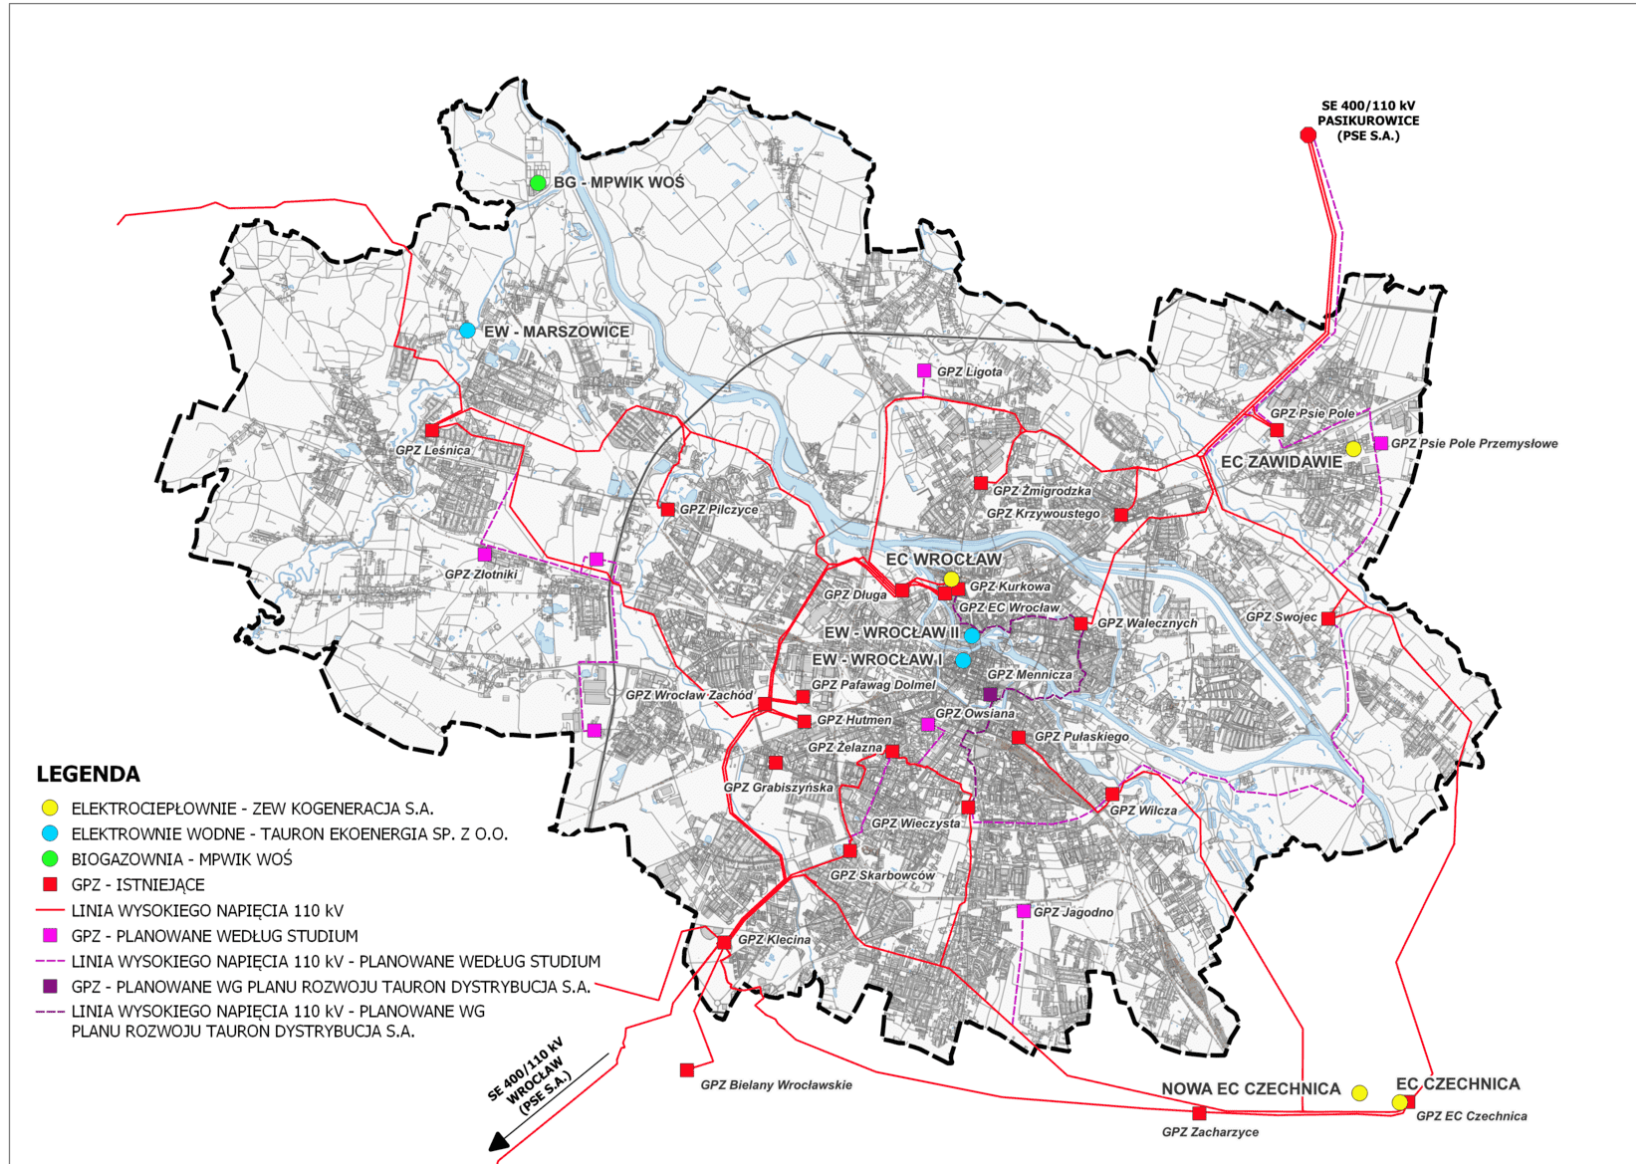 SE 400/110 kV
PASIKUROWICE
(PSE S.A.)
BG - MPWIK WOŚ
EW - MARSZOWICE
GPZ Ligota
GPZ Psie Pole
GPZ Psie Pole Przemysłowe
GPZ Leśnica
EC ZAWIDAWIE
GPZ Żmigrodzka
GPZ Pilczyce
GPZ Krzywoustego
EC WROCŁAW
GPZ Złotniki
GPZ Kurkowa
GPZ Długa
GPZ EC Wrocław
GPZ Swojec
GPZ Walecznych
EW - WROCŁAW II
EW - WROCŁAW I
GPZ Mennicza
GPZ Pafawag Dolmel
GPZ Wrocław Zachód
GPZ Owsiana
GPZ Hutmen
GPZ Pułaskiego
GPZ Żelazna
GPZ Grabiszyńska
GPZ Wilcza
GPZ Wieczysta
GPZ Skarbowców
GPZ Jagodno
GPZ Klecina
LEGENDA
ELEKTROCIEPŁOWNIE - ZEW KOGENERACJA S.A.
ELEKTROWNIE WODNE - TAURON EKOENERGIA SP. Z O.O.
BIOGAZOWNIA - MPWIK WOŚ
GPZ - ISTNIEJĄCE
LINIA WYSOKIEGO NAPIĘCIA 110 kV
GPZ - PLANOWANE WEDŁUG STUDIUM
LINIA WYSOKIEGO NAPIĘCIA 110 kV - PLANOWANE WEDŁUG STUDIUM
GPZ - PLANOWANE WG PLANU ROZWOJU TAURON DYSTRYBUCJA S.A.
LINIA WYSOKIEGO NAPIĘCIA 110 kV - PLANOWANE WG
PLANU ROZWOJU TAURON DYSTRYBUCJA S.A.
SE 400/110 kV
WROCŁAW
(PSE S.A.)
GPZ Bielany Wrocławskie
NOWA EC CZECHNICA
EC CZECHNICA
GPZ EC Czechnica
GPZ Zacharzyce